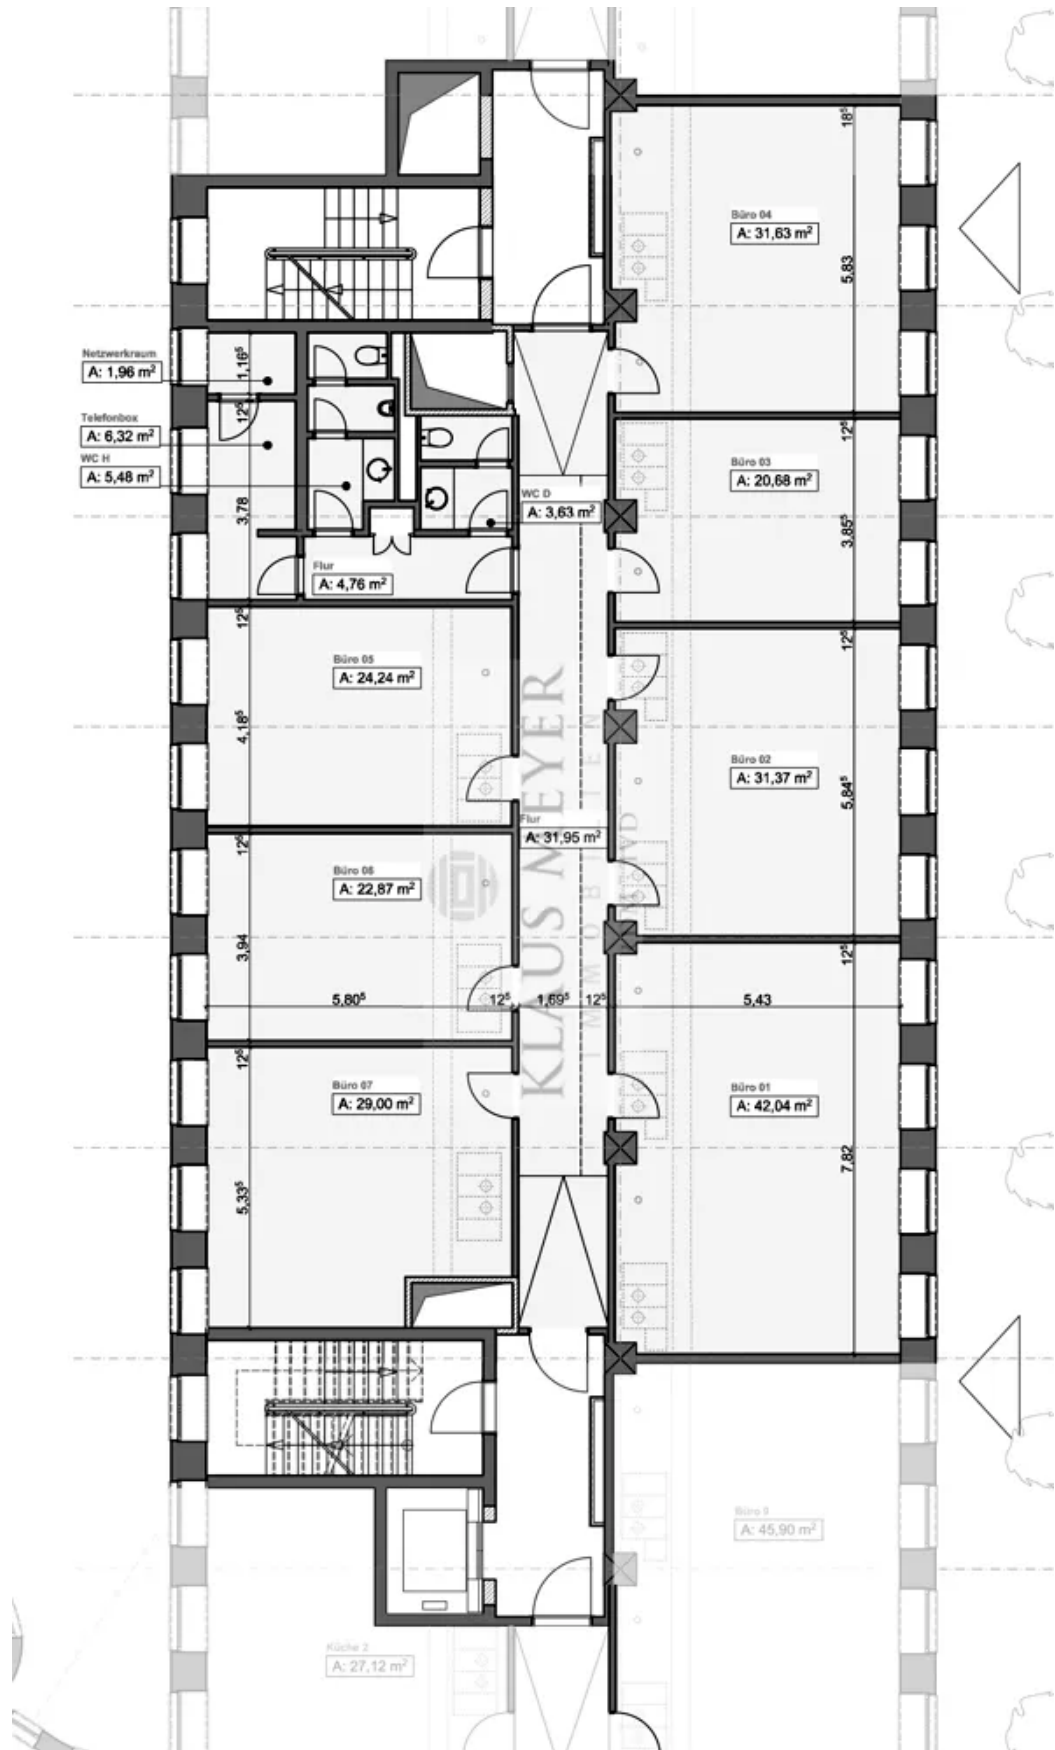 18⁵
Büro 04
A: 31,63 m²
5,83
Netzwerkraum
A: 1,96 m²
1,16⁵
Telefonbox
A: 6,32 m²
12⁵
WC H
A: 5,48 m²
3,78
12⁵
Büro 03
A: 20,68 m²
WC D
A: 3,63 m²
3,85⁵
Flur
A: 4,76 m²
12⁵
12⁵
Büro 05
A: 24,24 m²
4,18⁵
Büro 02
A: 31,37 m²
5,84⁵
Flur
A: 31,95 m²
12⁵
Büro 06
A: 22,87 m²
3,94
12⁵
5,80⁵
12⁵
1,69⁵
12⁵
5,43
KLAUS MEYER
IMMOBILIEN
12⁵
Büro 07
A: 29,00 m²
Büro 01
A: 42,04 m²
7,82
5,33⁵
Büro 9
A: 45,90 m²
Küche 2
A: 27,12 m²